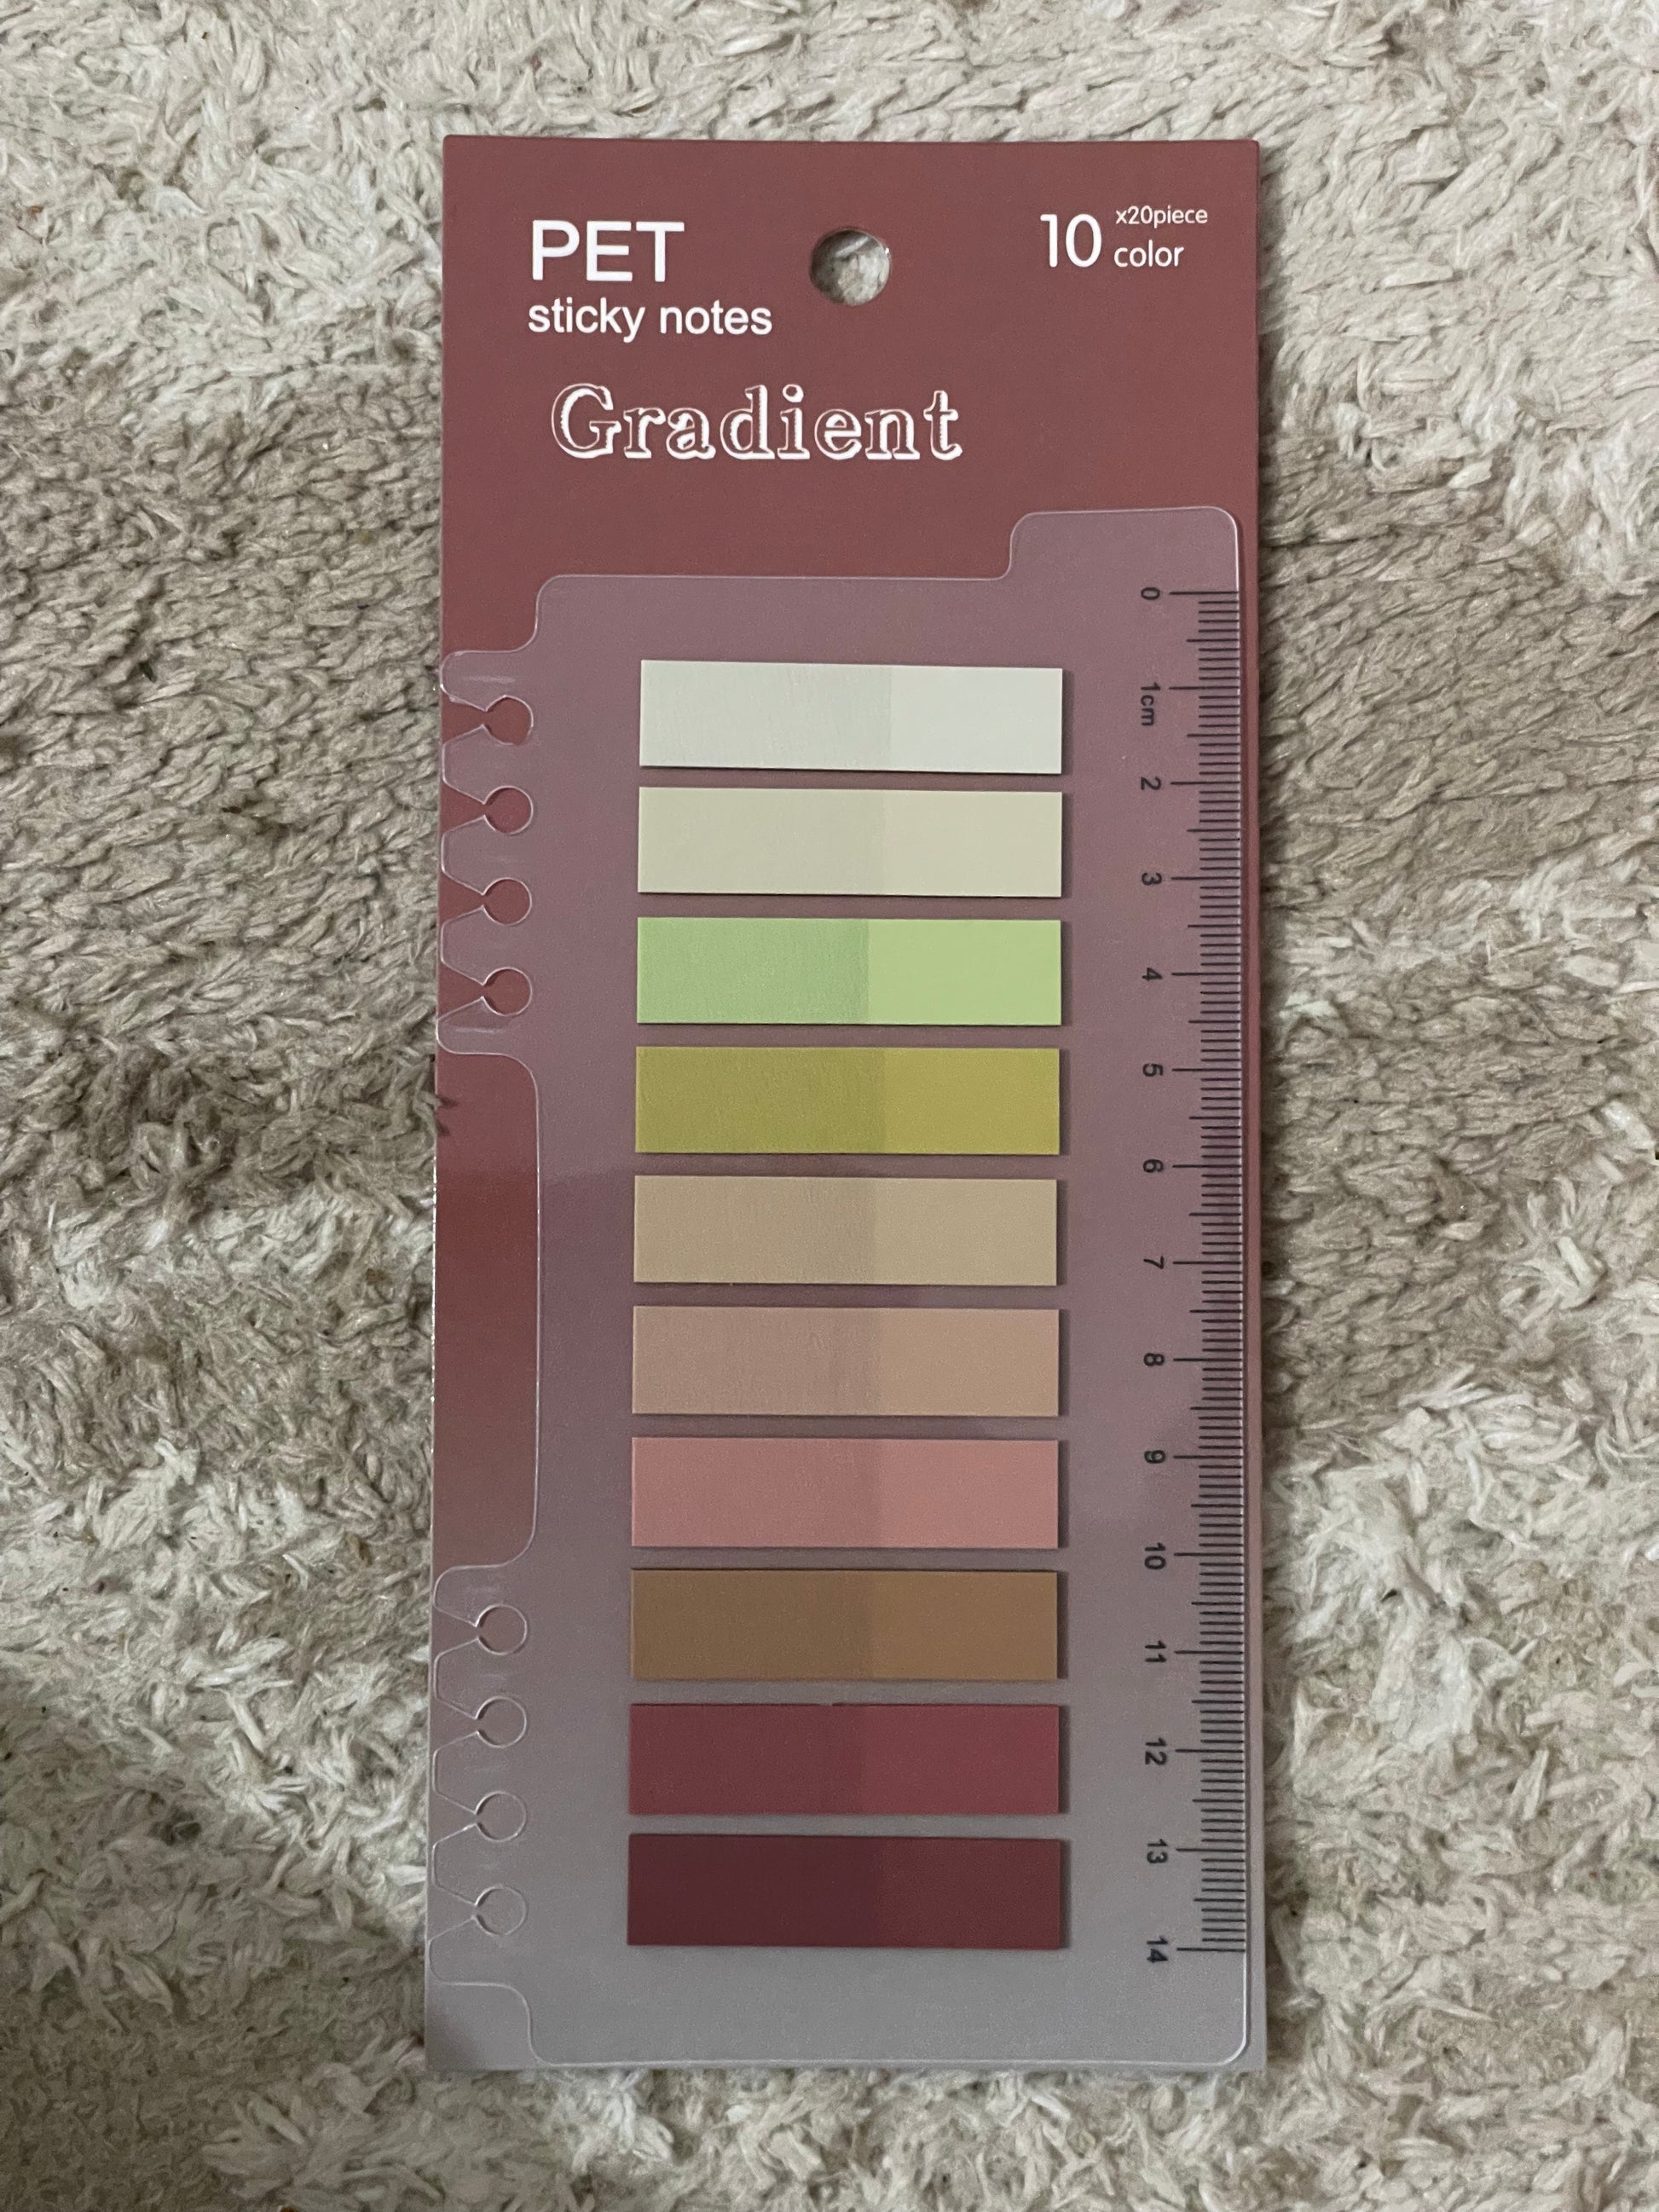 PET
sticky notes
10 x20piece
color
Gradient
0
1cm
2
3
4
5
6
7
8
9
10
11
12
13
14